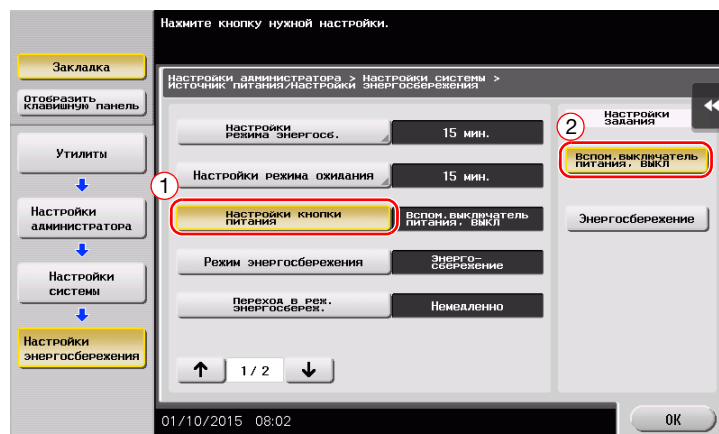 Нажмите кнопку нужной настройки.
Закладка
Отобразить
клавишную панель
Утилиты
Настройки
администратора
Настройки
системы
Настройки
энергосбережения
Настройки администратора > Настройки системы >
Источник питания/Настройки энергосбережения
Настройки
режима энергосб.
15 мин.
Настройки режима ожидания
15 мин.
1
Настройки кнопки
питания
Вспом.выключатель
питания, ВЫКЛ
Режим энергосбережения
Энерго-
сбережение
Переход в реж.
энергосбереж.
Немедленно
↑ 1/2 ↓
Настройки
задания
2
Вспом.выключатель
питания, ВЫКЛ
Энергосбережение
01/10/2015 08:02
OK